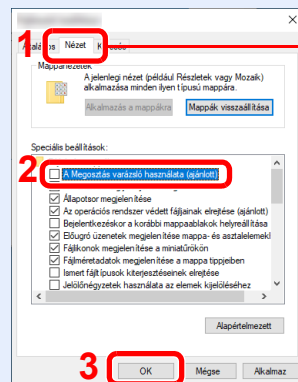 1
Nézet
Mappanézetek
A jelenlegi nézet (például Részletek vagy Mozaik)
alkalmazása minden ilyen típusú mappára.
Alkalmazás a mappákra
Mappák visszaállítása
Speciális beállítások:
2
A Megosztás varázsló használata (ajánlott)
Állapotsor megjelenítése
Az operációs rendszer védett fájljainak elrejtése (ajánlott)
Bejelentkezéskor a korábbi mappaablakok helyreállítása
Előugró üzenetek megjelenítése mappa- és asztalelemekl
Fájlikonok megjelenítése a miniatűrökön
Fájlméretadatok megjelenítése a mappa tippjeiben
Ismert fájltípusok kiterjesztéseinek elrejtése
Jelölőnégyzetek használata az elemek kijelöléséhez
Alapértelmezett
3
OK
Mégse
Alkalmaz